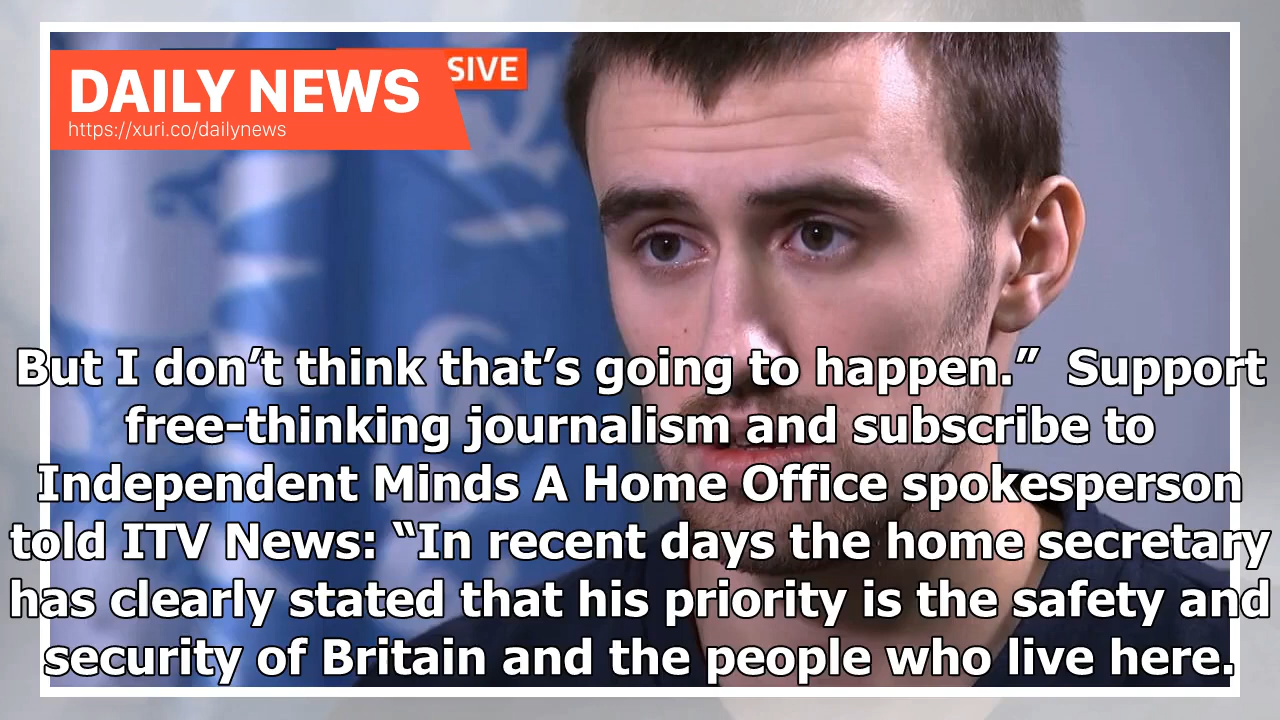 SIVE
DAILY NEWS
https://xuri.co/dailynews
But I don’t think that’s going to happen.”  Support
free-thinking journalism and subscribe to
Independent Minds A Home Office spokesperson
told ITV News: “In recent days the home secretary
has clearly stated that his priority is the safety and
security of Britain and the people who live here.